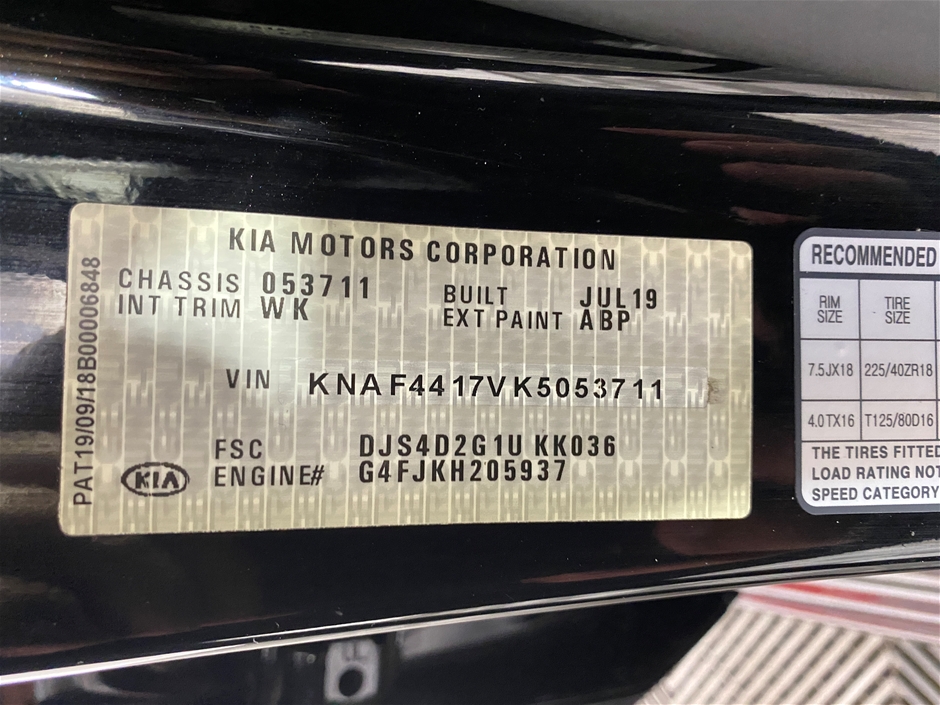 KIA MOTORS CORPORATION
CHASSIS 053711
INT TRIM WK
BUILT JUL19
EXT PAINT ABP
VIN KNAF4417VK5053711
FSC DJS4D2G1U KK036
ENGINE# G4FJKH205937
KIA
PAT19/09/18B00006848
RECOMMENDED
RIM SIZE TIRE SIZE
7.5JX18 225/40ZR18
4.0TX16 T125/80D16
THE TIRES FITTED
LOAD RATING NOT
SPEED CATEGORY